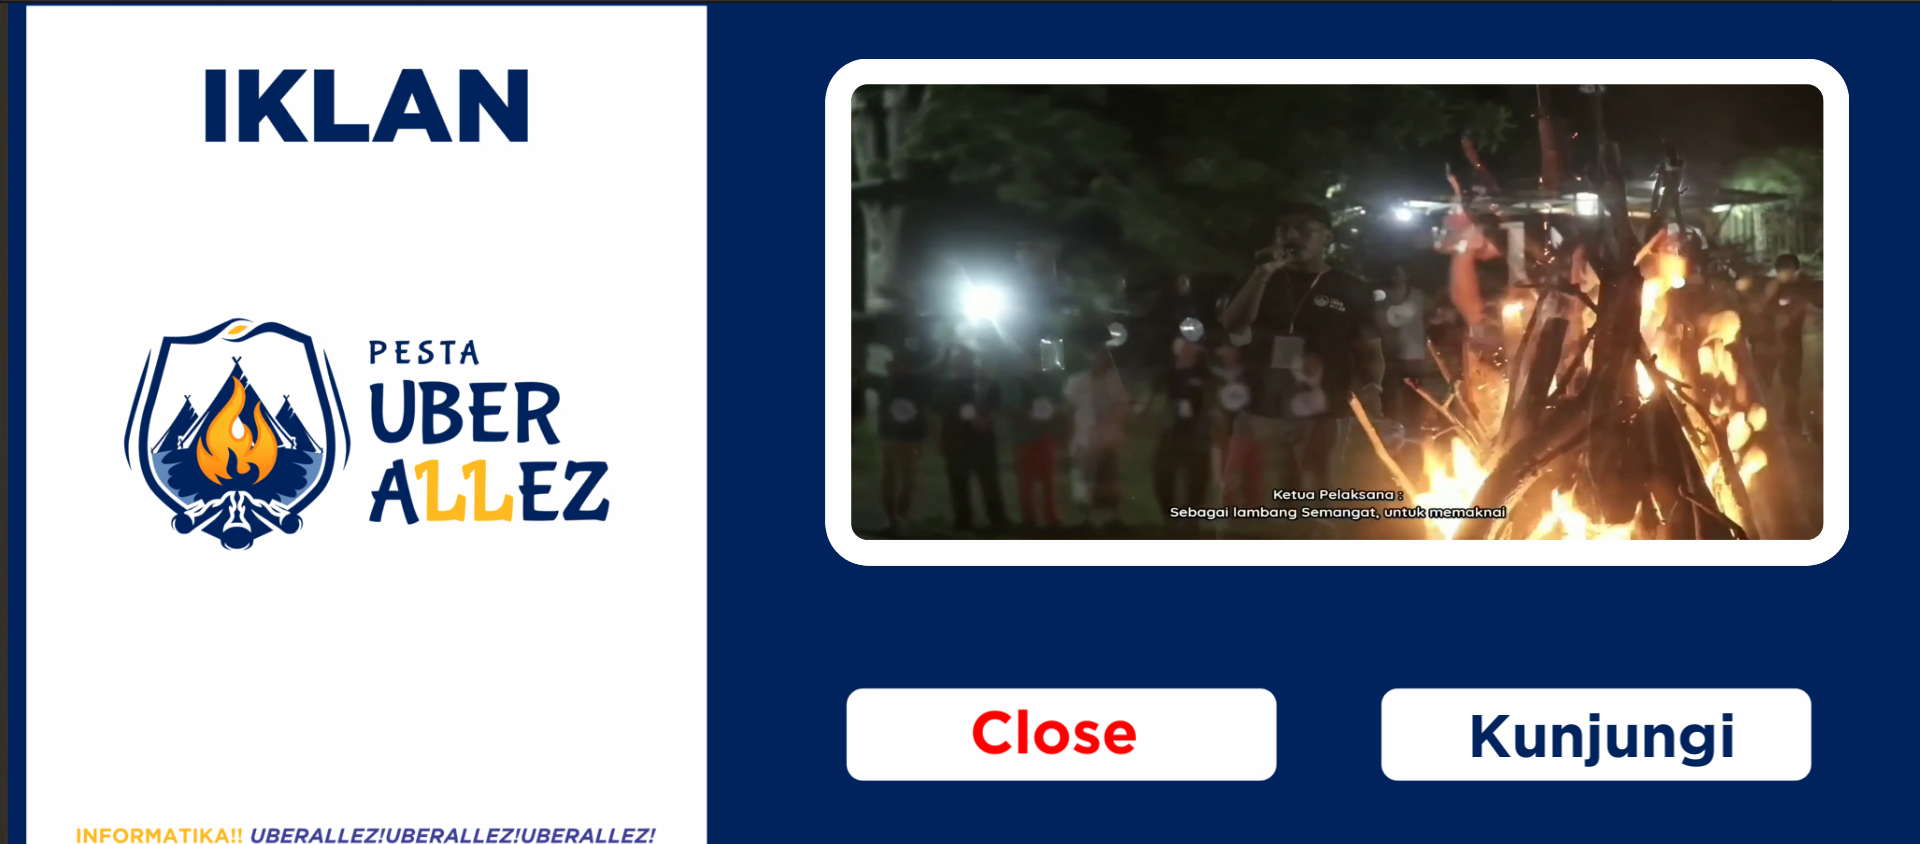 IKLAN
PESTA
UBER
ALLEZ
INFORMATIKA!! UBERALLEZ!UBERALLEZ!UBERALLEZ!
Ketua Pelaksana :
Sebagai lambang Semangat, untuk memaknai
Close
Kunjungi